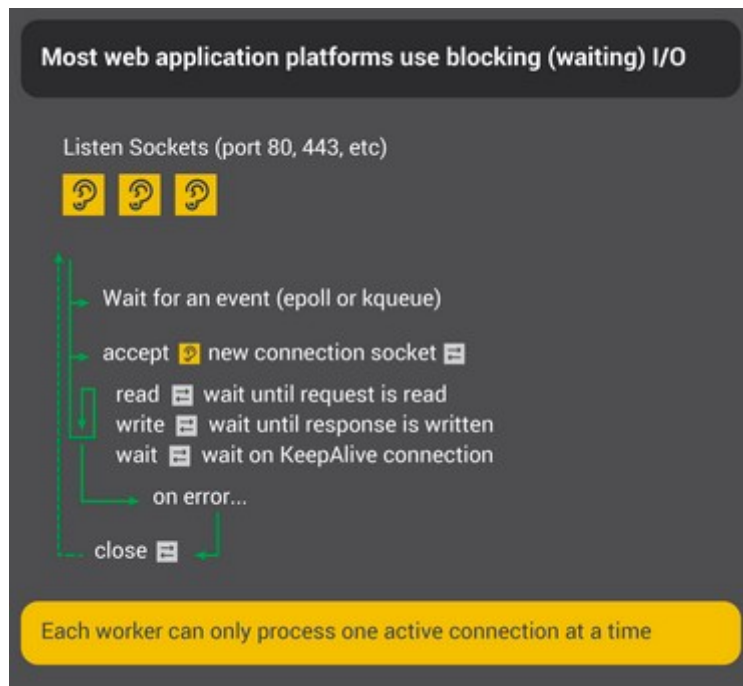 Most web application platforms use blocking (waiting) I/O
Listen Sockets (port 80, 443, etc)
Wait for an event (epoll or kqueue)
accept new connection socket
read wait until request is read
write wait until response is written
wait wait on KeepAlive connection
on error...
close
Each worker can only process one active connection at a time